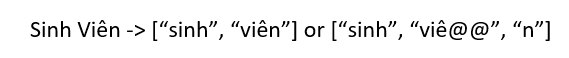 Sinh Viên -> [“sinh”, “viên”] or [“sinh”, “viê@@”, “n”]